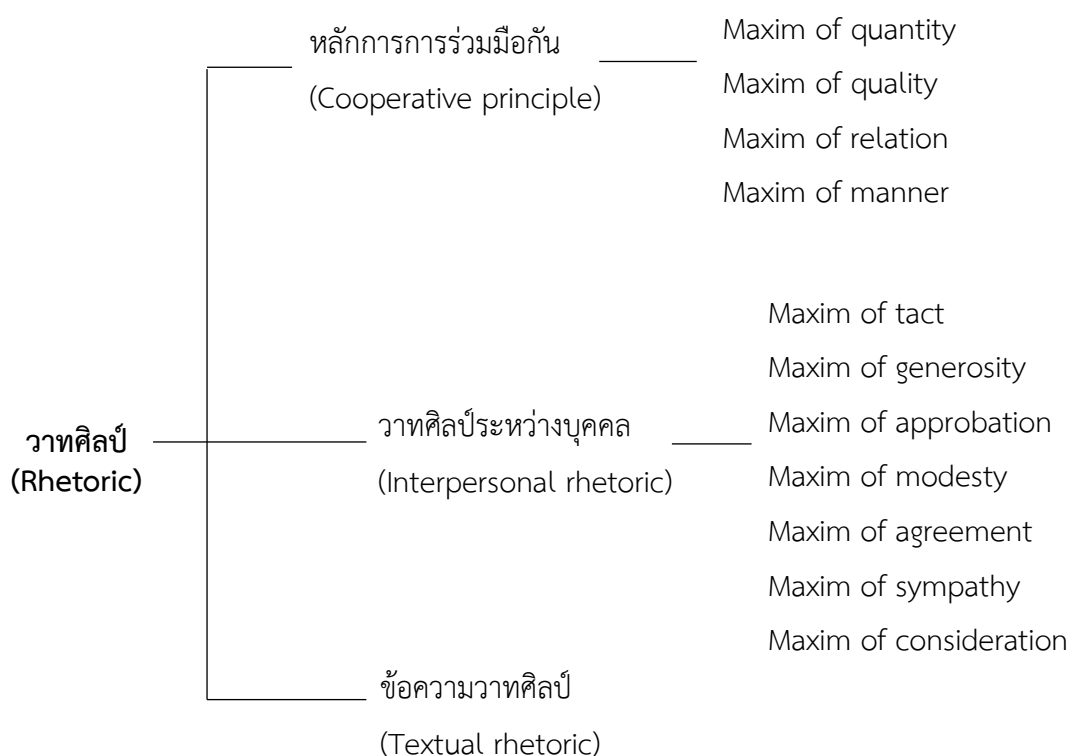 หลักการการร่วมมือกัน
(Cooperative principle)
Maxim of quantity
Maxim of quality
Maxim of relation
Maxim of manner
วาทศิลป์
(Rhetoric)
วาทศิลป์ระหว่างบุคคล
(Interpersonal rhetoric)
Maxim of tact
Maxim of generosity
Maxim of approbation
Maxim of modesty
Maxim of agreement
Maxim of sympathy
Maxim of consideration
ข้อความวาทศิลป์
(Textual rhetoric)